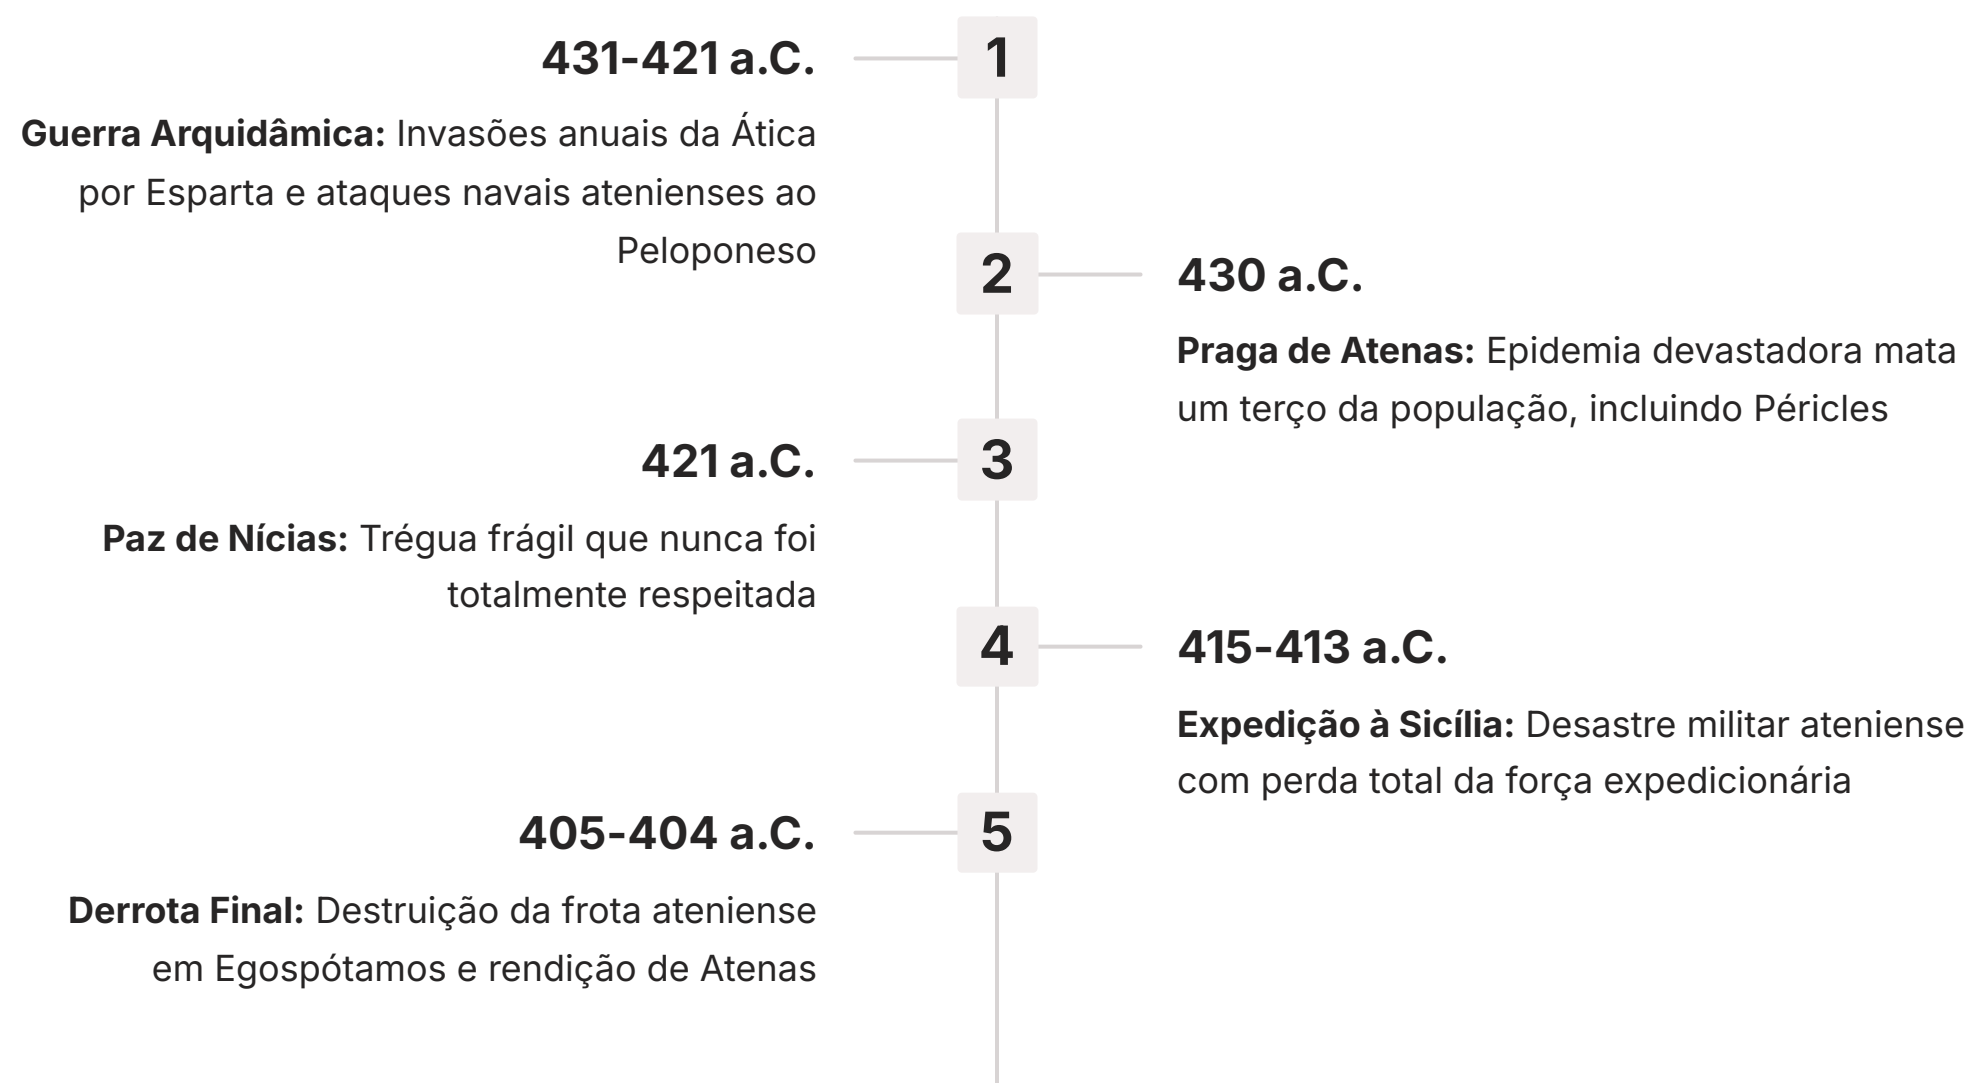 431-421 a.C.
1
Guerra Arquidâmica: Invasões anuais da Ática
por Esparta e ataques navais atenienses ao
Peloponeso
2
430 a.C.
Praga de Atenas: Epidemia devastadora mata
um terço da população, incluindo Péricles
421 a.C.
3
Paz de Nícias: Trégua frágil que nunca foi
totalmente respeitada
4
415-413 a.C.
Expedição à Sicília: Desastre militar ateniense
com perda total da força expedicionária
405-404 a.C.
5
Derrota Final: Destruição da frota ateniense
em Egospótamos e rendição de Atenas